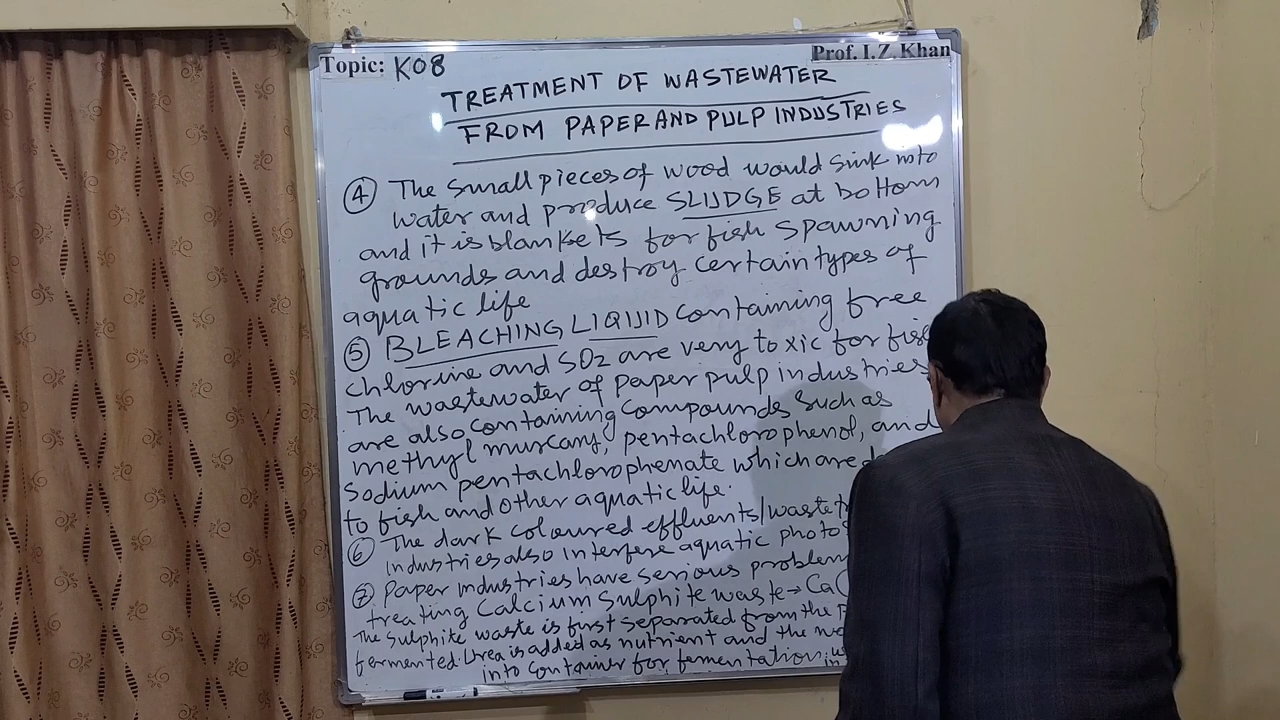 Topic: K08
Prof. I.Z. Khan
TREATMENT OF WASTEWATER
FROM PAPER AND PULP INDUSTRIES
④ The small pieces of wood would sink into
water and produce SLUDGE at bottom
and it is blankets for fish spawning
grounds and destroy certain types of
aquatic life
⑤ BLEACHING LIQUID containing free
chlorine and SO2 are very toxic for
The wastewater of paper pulp industries
are also containing compounds such as
methyl murcary, pentachlorophenol, and
Sodium pentachlorophenate which are
to fish and other aquatic life.
⑥ The dark coloured effluents/waste
industries also interfere aquatic
⑦ Paper industries have serious problem
treating Calcium Sulphite waste→
The Sulphite waste is first separated from the
fermented. Urea is added as nutrient and the
into container for fermentation